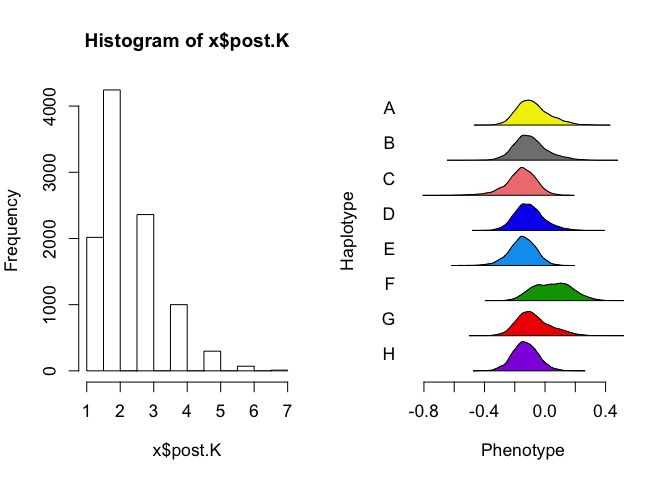 Histogram of x$post.K
Frequency
0
1000
2000
3000
4000
1 2 3 4 5 6 7
x$post.K
Haplotype
A
B
C
D
E
F
G
H
-0.8 -0.4 0.0 0.4
Phenotype